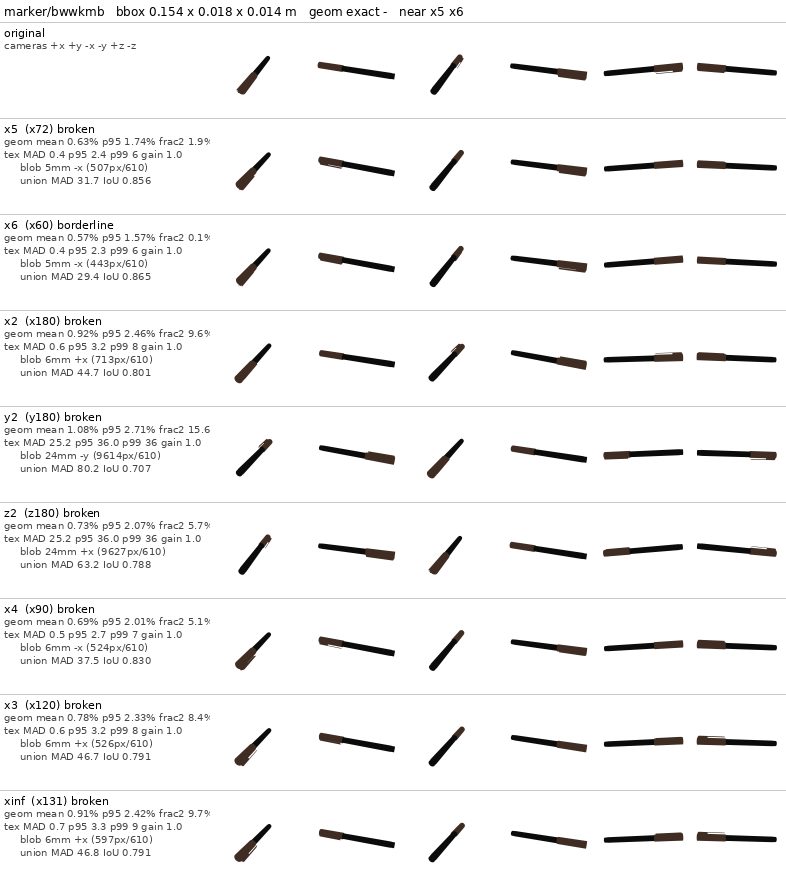 marker/bwwkmb   bbox 0.154 x 0.018 x 0.014 m   geom exact -   near x5 x6
original
cameras +x +y -x -y +z -z
x5  (x72) broken
geom mean 0.63% p95 1.74% frac2 1.9%
tex MAD 0.4 p95 2.4 p99 6 gain 1.0
blob 5mm -x (507px/610)
union MAD 31.7 IoU 0.856
x6  (x60) borderline
geom mean 0.57% p95 1.57% frac2 0.1%
tex MAD 0.4 p95 2.3 p99 6 gain 1.0
blob 5mm -x (443px/610)
union MAD 29.4 IoU 0.865
x2  (x180) broken
geom mean 0.92% p95 2.46% frac2 9.6%
tex MAD 0.6 p95 3.2 p99 8 gain 1.0
blob 6mm +x (713px/610)
union MAD 44.7 IoU 0.801
y2  (y180) broken
geom mean 1.08% p95 2.71% frac2 15.6
tex MAD 25.2 p95 36.0 p99 36 gain 1.0
blob 24mm -y (9614px/610)
union MAD 80.2 IoU 0.707
z2  (z180) broken
geom mean 0.73% p95 2.07% frac2 5.7%
tex MAD 25.2 p95 36.0 p99 36 gain 1.0
blob 24mm +x (9627px/610)
union MAD 63.2 IoU 0.788
x4  (x90) broken
geom mean 0.69% p95 2.01% frac2 5.1%
tex MAD 0.5 p95 2.7 p99 7 gain 1.0
blob 6mm -x (524px/610)
union MAD 37.5 IoU 0.830
x3  (x120) broken
geom mean 0.78% p95 2.33% frac2 8.4%
tex MAD 0.6 p95 3.2 p99 8 gain 1.0
blob 6mm +x (526px/610)
union MAD 46.7 IoU 0.791
xinf  (x131) broken
geom mean 0.91% p95 2.42% frac2 9.7%
tex MAD 0.7 p95 3.3 p99 9 gain 1.0
blob 6mm +x (597px/610)
union MAD 46.8 IoU 0.791